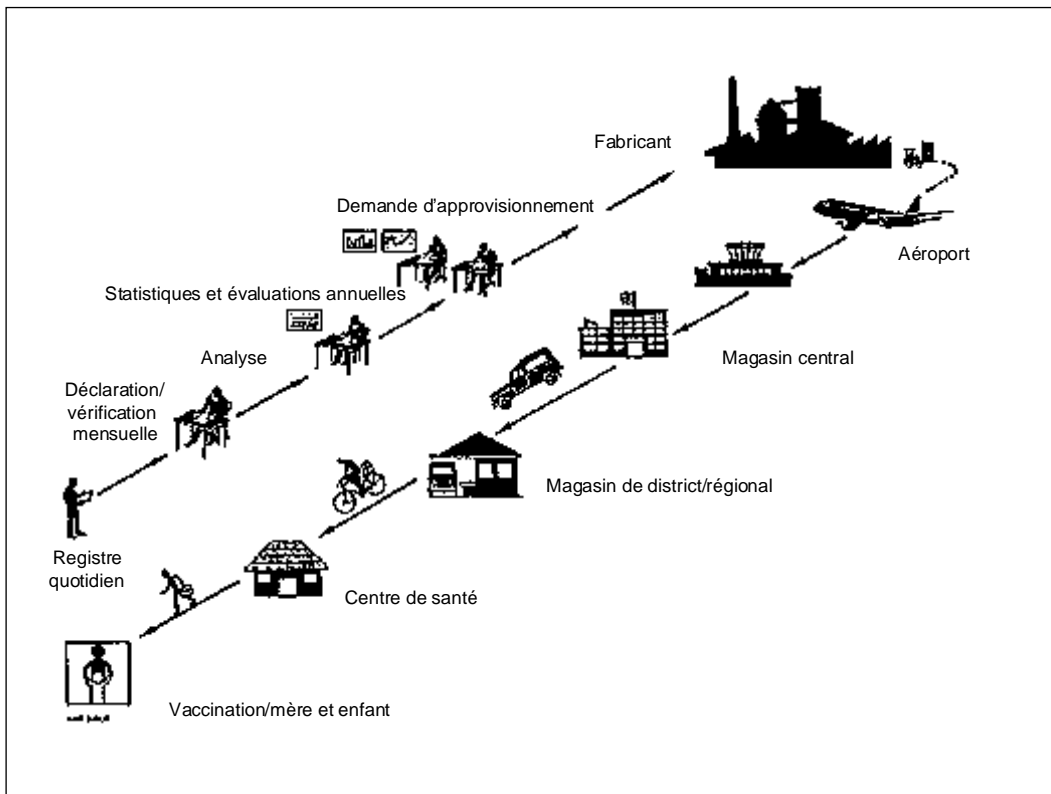 Fabricant
Demande d'approvisionnement
Aéroport
Statistiques et évaluations annuelles
Analyse
Magasin central
Déclaration/
vérification
mensuelle
Magasin de district/régional
Registre
quotidien
Centre de santé
Vaccination/mère et enfant